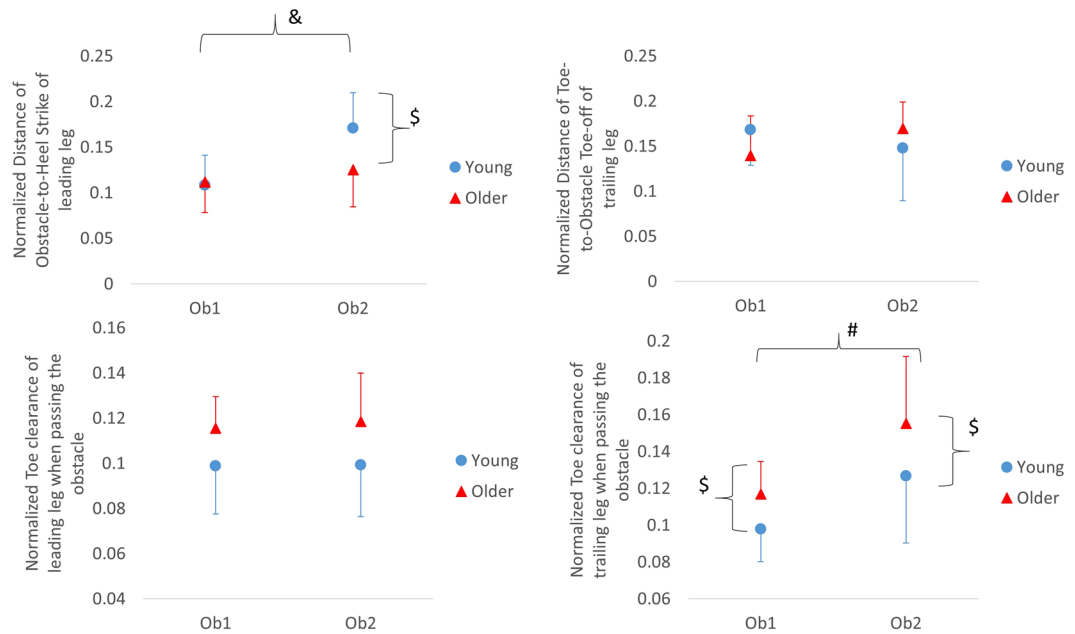 &
Normalized Distance of
Obstacle-to-Heel Strike of
leading leg
0.25
0.2
0.15
0.1
0.05
0
$
Young
Older
Ob1
Ob2
Normalized Distance of Toe-
to-Obstacle Toe-off of
trailing leg
0.25
0.2
0.15
0.1
0.05
0
Young
Older
Ob1
Ob2
Normalized Toe clearance of
leading leg when passing the
obstacle
0.16
0.14
0.12
0.1
0.08
0.06
0.04
Young
Older
Ob1
Ob2
Normalized Toe clearance of
trailing leg when passing the
obstacle
0.2
0.18
0.16
0.14
0.12
0.1
0.08
0.06
#
$
$
Young
Older
Ob1
Ob2